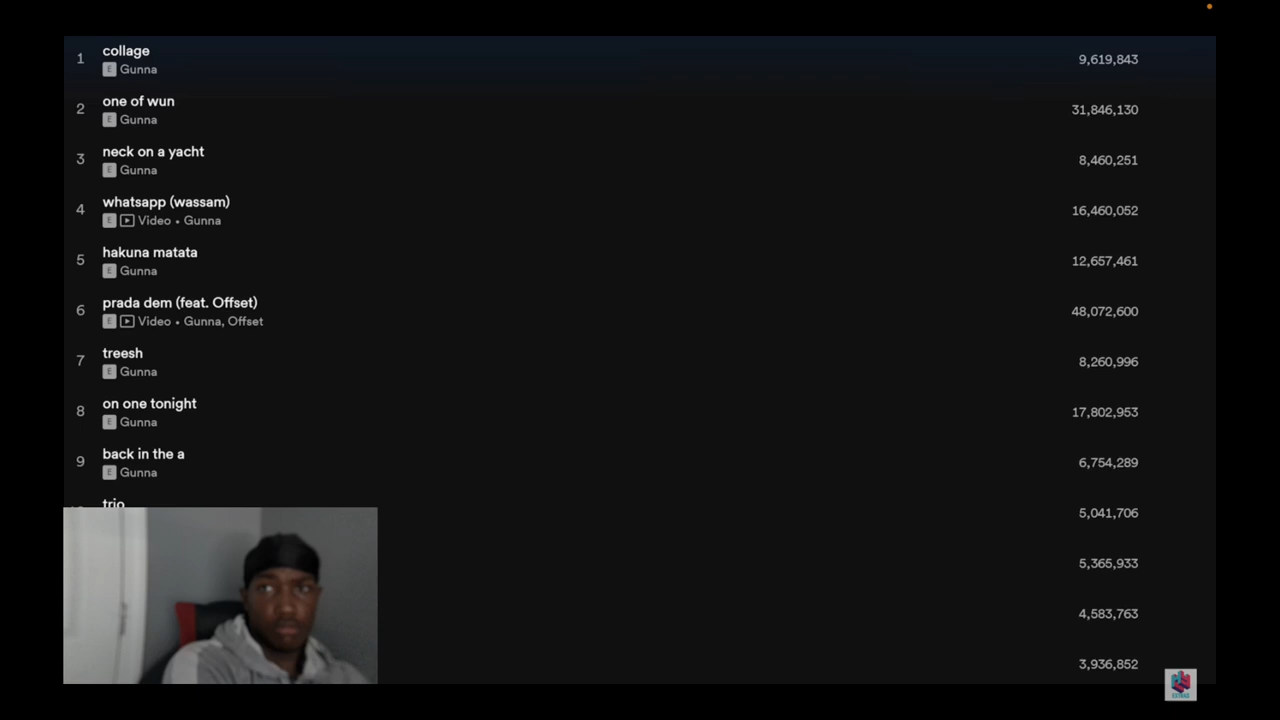 1
collage
E Gunna
9,619,843
2
one of wun
E Gunna
31,846,130
3
neck on a yacht
E Gunna
8,460,251
4
whatsapp (wassam)
E Video • Gunna
16,460,052
5
hakuna matata
E Gunna
12,657,461
6
prada dem (feat. Offset)
E Video • Gunna, Offset
48,072,600
7
treesh
E Gunna
8,260,996
8
on one tonight
E Gunna
17,802,953
9
back in the a
E Gunna
6,754,289
trio
5,041,706
5,365,933
4,583,763
3,936,852